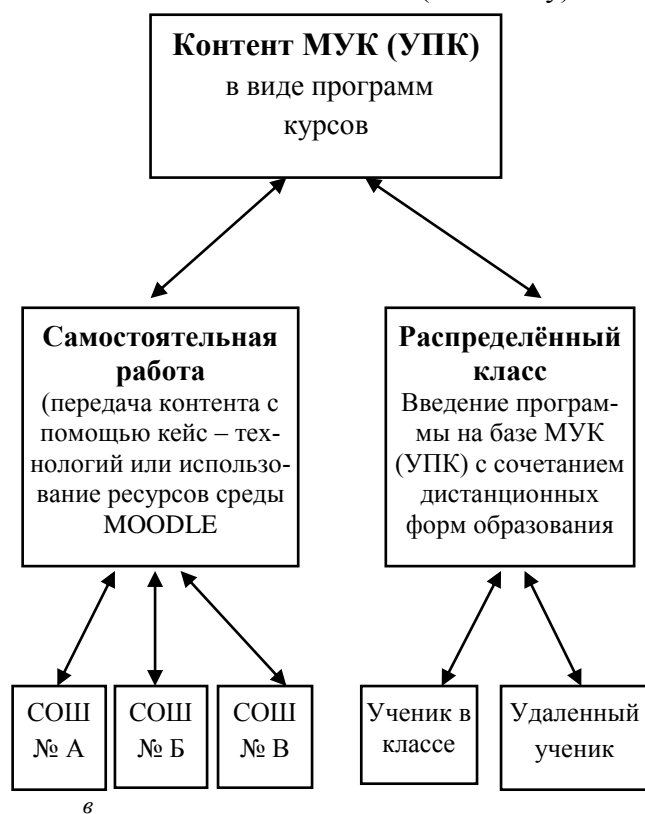 Контент МУК (УПК)
в виде программ
курсов
Самостоятельная
работа
(передача контента с
помощью кейс – тех-
нологий или использо-
вание ресурсов среды
MOODLE
Распределённый
класс
Введение програм-
мы на базе МУК
(УПК) с сочетанием
дистанционных
форм образования
СОШ
№ А
СОШ
№ Б
СОШ
№ В
Ученик в
классе
Удаленный
ученик
в